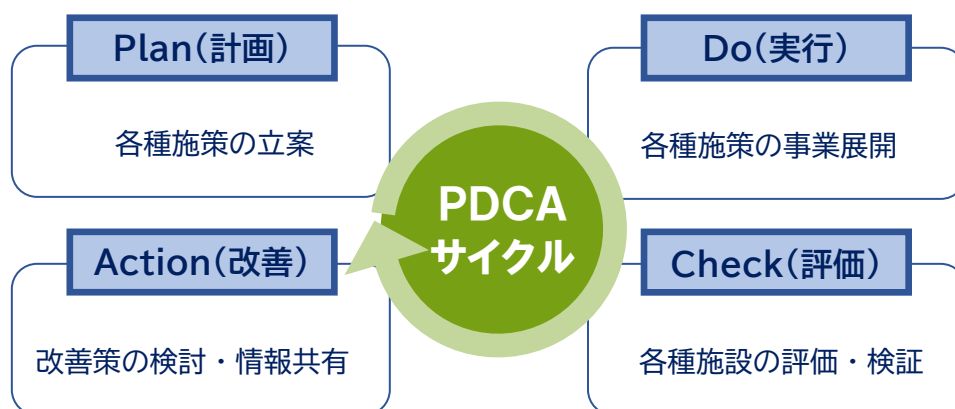 Plan(計画)
各種施策の立案
Do(実行)
各種施策の事業展開
PDCA
サイクル
Action(改善)
改善策の検討・情報共有
Check(評価)
各種施設の評価・検証